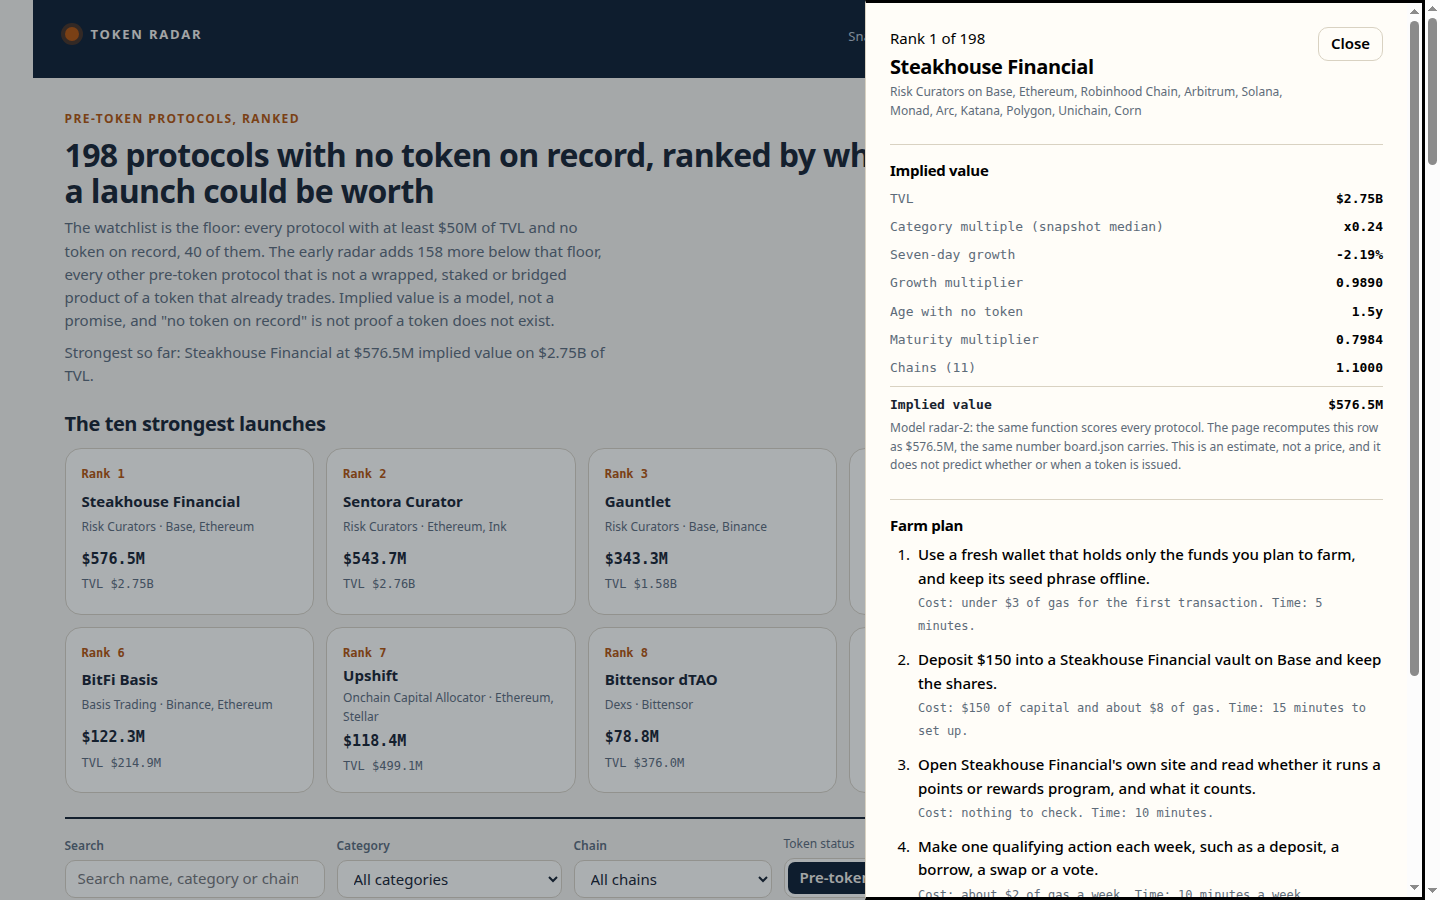 TOKEN RADAR
PRE-TOKEN PROTOCOLS, RANKED
198 protocols with no token on record, ranked by
a launch could be worth
The watchlist is the floor: every protocol with at least $50M of TVL and no
token on record, 40 of them. The early radar adds 158 more below that floor,
every other pre-token protocol that is not a wrapped, staked or bridged
product of a token that already trades. Implied value is a model, not a
promise, and "no token on record" is not proof a token does not exist.
Strongest so far: Steakhouse Financial at $576.5M implied value on $2.75B of
TVL.
The ten strongest launches
Rank 1
Steakhouse Financial
Risk Curators · Base, Ethereum
$576.5M
TVL $2.75B
Rank 2
Sentora Curator
Risk Curators · Ethereum, Ink
$543.7M
TVL $2.76B
Rank 3
Gauntlet
Risk Curators · Base, Binance
$343.3M
TVL $1.58B
Rank 6
BitFi Basis
Basis Trading · Binance, Ethereum
$122.3M
TVL $214.9M
Rank 7
Upshift
Onchain Capital Allocator · Ethereum,
Stellar
$118.4M
TVL $499.1M
Rank 8
Bittensor dTAO
Dexs · Bittensor
$78.8M
TVL $376.0M
Search
Search name, category or chain
Category
All categories
Chain
All chains
Token status
Rank 1 of 198
Close
Steakhouse Financial
Risk Curators on Base, Ethereum, Robinhood Chain, Arbitrum, Solana,
Monad, Arc, Katana, Polygon, Unichain, Corn
Implied value
TVL $2.75B
Category multiple (snapshot median) x0.24
Seven-day growth -2.19%
Growth multiplier 0.9890
Age with no token 1.5y
Maturity multiplier 0.7984
Chains (11) 1.1000
Implied value $576.5M
Model radar-2: the same function scores every protocol. The page recomputes this row
as $576.5M, the same number board.json carries. This is an estimate, not a price, and it
does not predict whether or when a token is issued.
Farm plan
1. Use a fresh wallet that holds only the funds you plan to farm,
and keep its seed phrase offline.
Cost: under $3 of gas for the first transaction. Time: 5
minutes.
2. Deposit $150 into a Steakhouse Financial vault on Base and keep
the shares.
Cost: $150 of capital and about $8 of gas. Time: 15 minutes to
set up.
3. Open Steakhouse Financial's own site and read whether it runs a
points or rewards program, and what it counts.
Cost: nothing to check. Time: 10 minutes.
4. Make one qualifying action each week, such as a deposit, a
borrow, a swap or a vote.
Cost: about $2 of gas a week. Time: 10 minutes a week